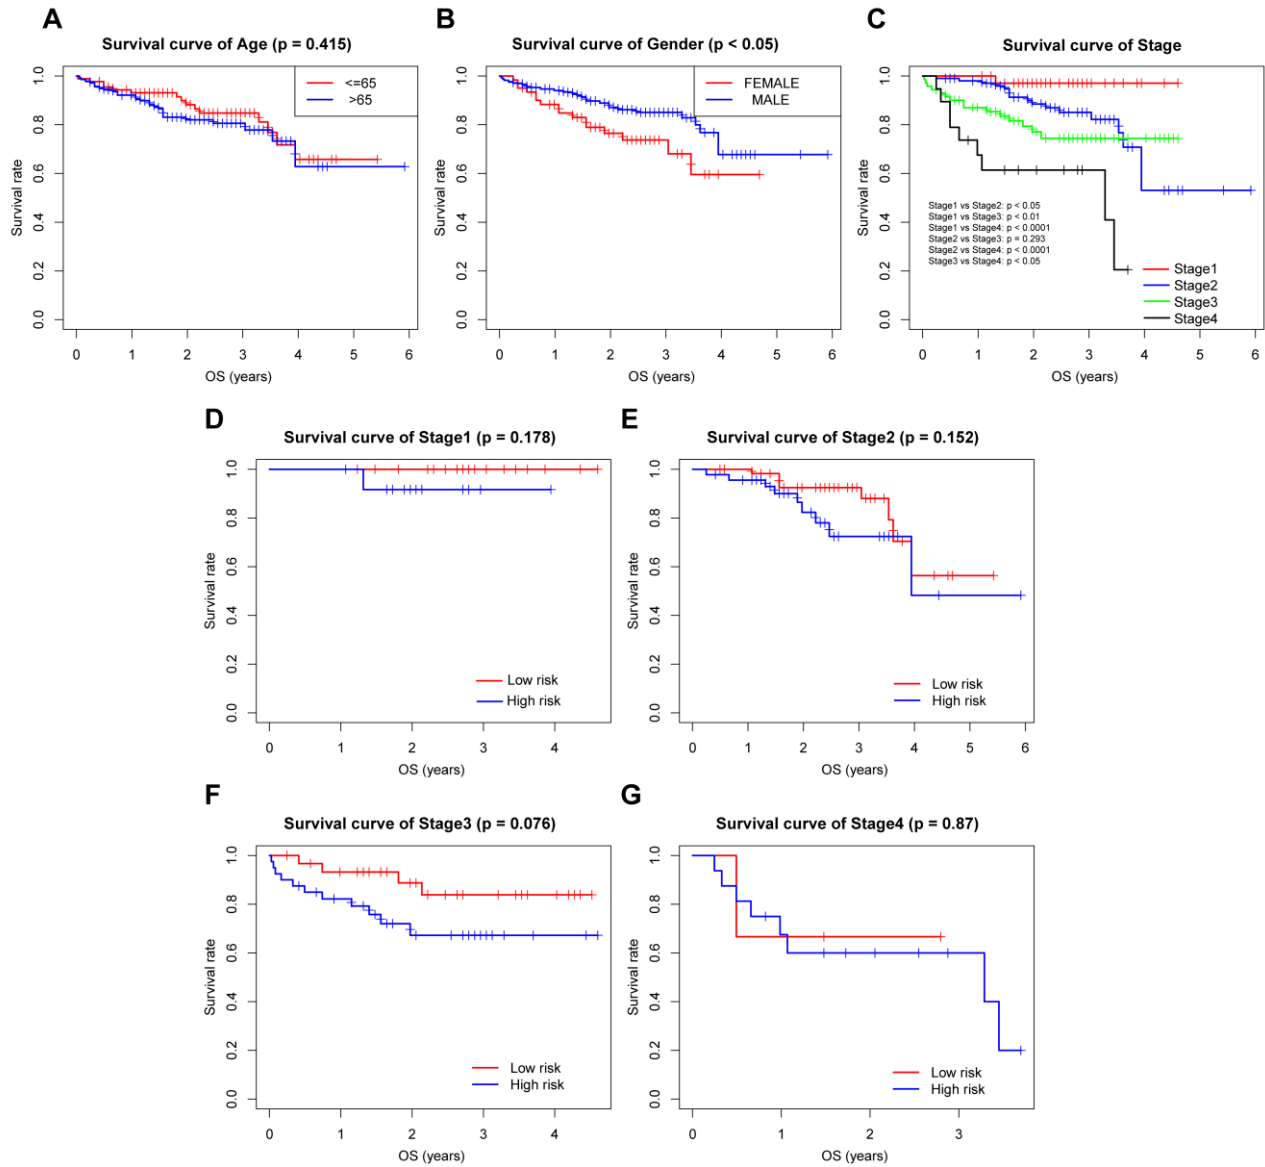 A
Survival curve of Age (p = 0.415)
<=65
>65
Survival rate
1.0
0.8
0.6
0.4
0.2
0.0
0 1 2 3 4 5 6
OS (years)
B
Survival curve of Gender (p < 0.05)
FEMALE
MALE
Survival rate
1.0
0.8
0.6
0.4
0.2
0.0
0 1 2 3 4 5 6
OS (years)
C
Survival curve of Stage
Survival rate
1.0
0.8
0.6
0.4
0.2
0.0
Stage1 vs Stage2: p < 0.05
Stage1 vs Stage3: p < 0.01
Stage1 vs Stage4: p < 0.0001
Stage2 vs Stage3: p = 0.293
Stage2 vs Stage4: p < 0.0001
Stage3 vs Stage4: p < 0.05
Stage1
Stage2
Stage3
Stage4
0 1 2 3 4 5 6
OS (years)
D
Survival curve of Stage1 (p = 0.178)
Survival rate
1.0
0.8
0.6
0.4
0.2
0.0
Low risk
High risk
0 1 2 3 4
OS (years)
E
Survival curve of Stage2 (p = 0.152)
Survival rate
1.0
0.8
0.6
0.4
0.2
0.0
Low risk
High risk
0 1 2 3 4 5 6
OS (years)
F
Survival curve of Stage3 (p = 0.076)
Survival rate
1.0
0.8
0.6
0.4
0.2
0.0
Low risk
High risk
0 1 2 3 4
OS (years)
G
Survival curve of Stage4 (p = 0.87)
Survival rate
1.0
0.8
0.6
0.4
0.2
0.0
Low risk
High risk
0 1 2 3
OS (years)